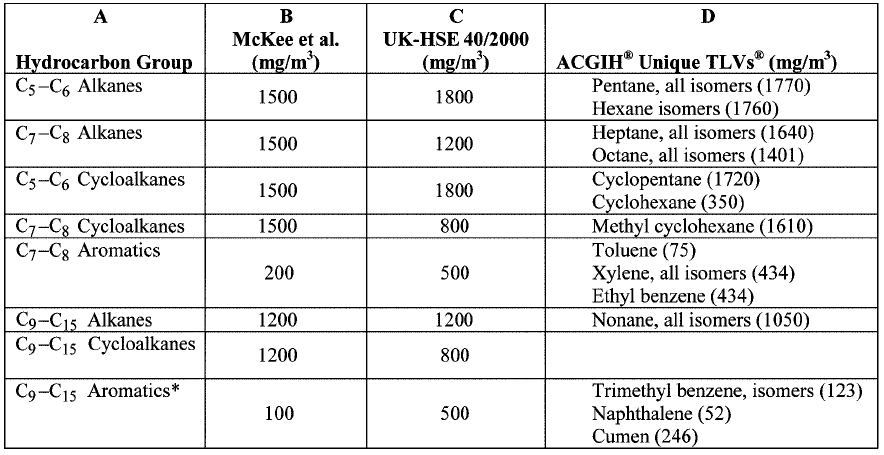 A B C D
McKee et al. UK-HSE 40/2000
Hydrocarbon Group (mg/m³) (mg/m³) ACGIH® Unique TLVs® (mg/m³)
C₅–C₆ Alkanes 1500 1800 Pentane, all isomers (1770)
Hexane isomers (1760)
C₇–C₈ Alkanes 1500 1200 Heptane, all isomers (1640)
Octane, all isomers (1401)
C₅–C₆ Cycloalkanes 1500 1800 Cyclopentane (1720)
Cyclohexane (350)
C₇–C₈ Cycloalkanes 1500 800 Methyl cyclohexane (1610)
C₇–C₈ Aromatics 200 500 Toluene (75)
Xylene, all isomers (434)
Ethyl benzene (434)
C₉–C₁₅ Alkanes 1200 1200 Nonane, all isomers (1050)
C₉–C₁₅ Cycloalkanes 1200 800
C₉–C₁₅ Aromatics* 100 500 Trimethyl benzene, isomers (123)
Naphthalene (52)
Cumen (246)